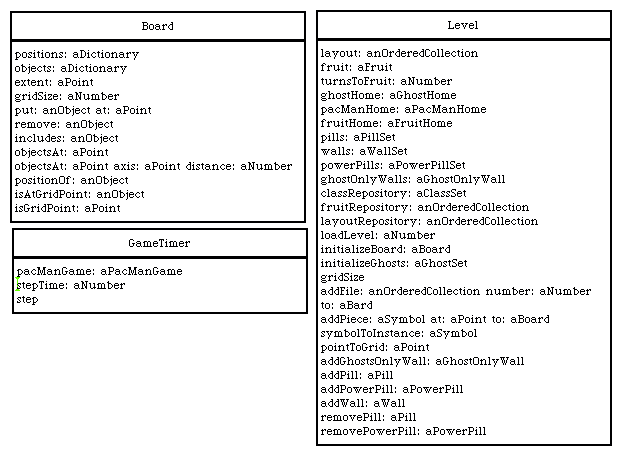 Board
positions: aDictionary
objects: aDictionary
extent: aPoint
gridSize: aNumber
put: anObject at: aPoint
remove: anObject
includes: anObject
objectsAt: aPoint
objectsAt: aPoint axis: aPoint distance: aNumber
positionOf: anObject
isAtGridPoint: anObject
isGridPoint: aPoint
GameTimer
pacManGame: aPacManGame
stepTime: aNumber
step
Level
layout: anOrderedCollection
fruit: aFruit
turnsToFruit: aNumber
ghostHome: aGhostHome
pacManHome: aPacManHome
fruitHome: aFruitHome
pills: aPillSet
walls: aWallSet
powerPills: aPowerPillSet
ghostOnlyWalls: aGhostOnlyWall
classRepository: aClassSet
fruitRepository: anOrderedCollection
layoutRepository: anOrderedCollection
loadLevel: aNumber
initializeBoard: aBoard
initializeGhosts: aGhostSet
gridSize
addFile: anOrderedCollection number: aNumber
to: aBard
addPiece: aSymbol at: aPoint to: aBoard
symbolToInstance: aSymbol
pointToGrid: aPoint
addGhostsOnlyWall: aGhostOnlyWall
addPill: aPill
addPowerPill: aPowerPill
addWall: aWall
removePill: aPill
removePowerPill: aPowerPill